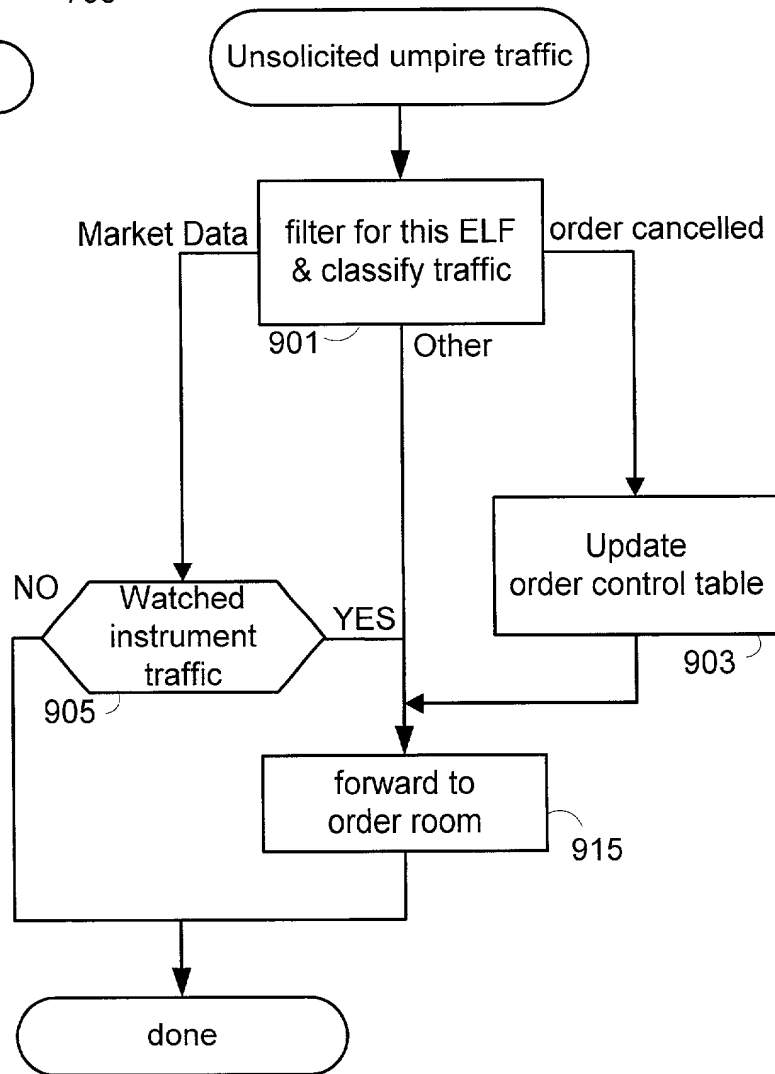 Unsolicited umpire traffic
Market Data
filter for this ELF
& classify traffic
order cancelled
901
Other
Update
order control table
903
NO
Watched
instrument
traffic
YES
905
forward to
order room
915
done